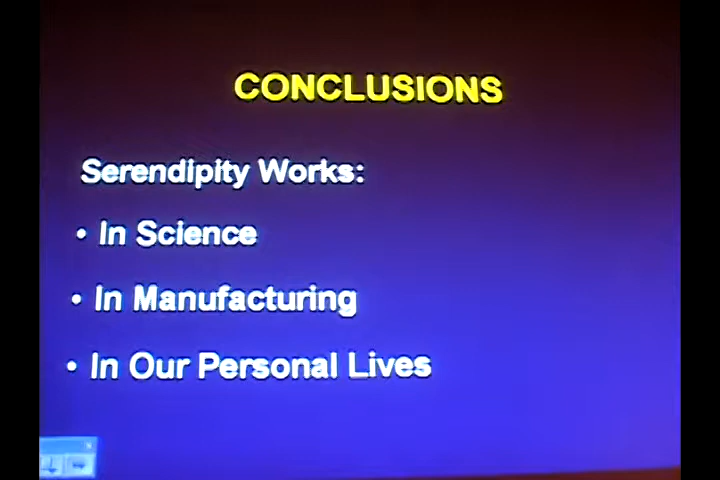 CONCLUSIONS
Serendipity Works:
• In Science
• In Manufacturing
• In Our Personal Lives